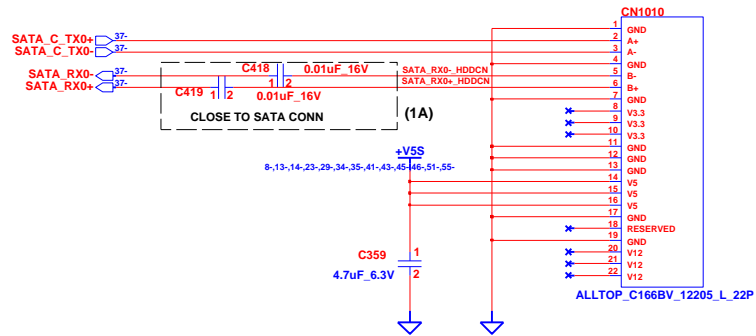 CN1010
SATA_C_TX0+ 37-
SATA_C_TX0- 37-
SATA_RX0- 37-
SATA_RX0+ 37-
C418
1 2
0.01uF_16V
SATA_RX0-_HDDCN
SATA_RX0+_HDDCN
C419
1 2
0.01uF_16V
CLOSE TO SATA CONN
(1A)
+V5S
8-,13-,14-,23-,29-,34-,35-,41-,43-,45-46-,51-,55-
C359
1
2
4.7uF_6.3V
1 GND
2 A+
3 A-
4 GND
5 B-
6 B+
7 GND
8 V3.3
9 V3.3
10 V3.3
11 GND
12 GND
13 GND
14 V5
15 V5
16 V5
17 GND
18 RESERVED
19 GND
20 V12
21 V12
22 V12
ALLTOP_C166BV_12205_L_22P